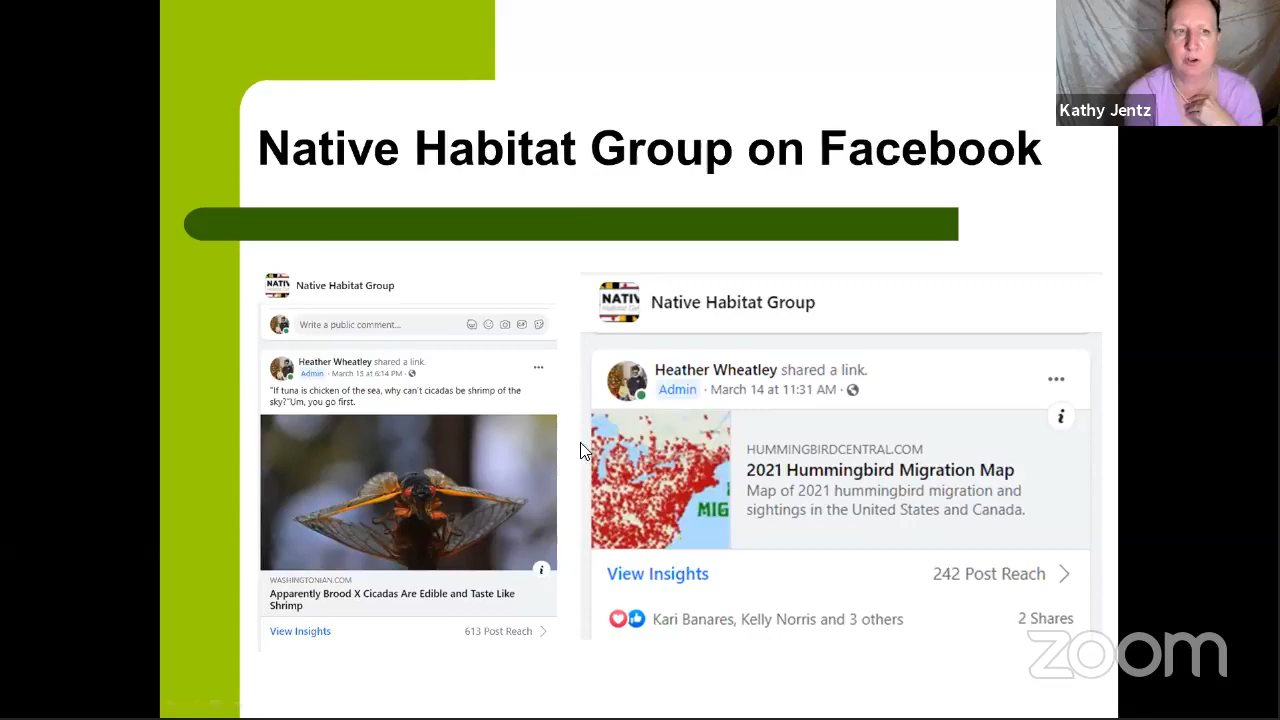 Kathy Jentz
Native Habitat Group on Facebook
NATIV
Native Habitat Group
Write a public comment...
GIF
Heather Wheatley shared a link.
Admin · March 15 at 6:14 PM ·
"If tuna is chicken of the sea, why can't cicadas be shrimp of the
sky?"Um, you go first.
i
WASHINGTONIAN.COM
Apparently Brood X Cicadas Are Edible and Taste Like
Shrimp
View Insights
613 Post Reach
NATIV
Native Habitat Group
Heather Wheatley shared a link.
Admin · March 14 at 11:31 AM ·
i
MIG
HUMMINGBIRDCENTRAL.COM
2021 Hummingbird Migration Map
Map of 2021 hummingbird migration and
sightings in the United States and Canada.
View Insights
242 Post Reach
Kari Banares, Kelly Norris and 3 others
2 Shares
zoom